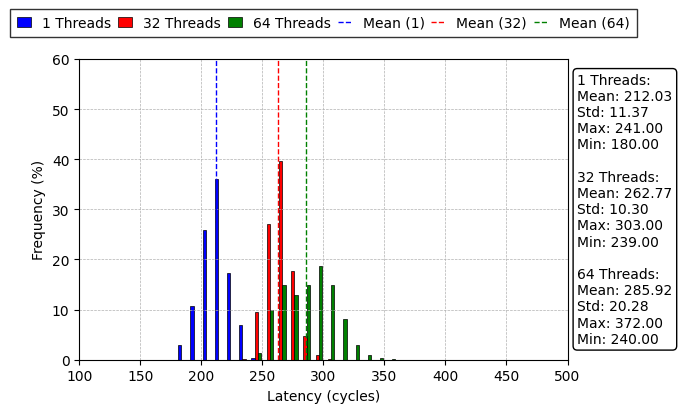 1 Threads 32 Threads 64 Threads Mean (1) Mean (32) Mean (64)
60
50
40
30
20
10
0
Frequency (%)
100 150 200 250 300 350 400 450 500
Latency (cycles)
1 Threads:
Mean: 212.03
Std: 11.37
Max: 241.00
Min: 180.00
32 Threads:
Mean: 262.77
Std: 10.30
Max: 303.00
Min: 239.00
64 Threads:
Mean: 285.92
Std: 20.28
Max: 372.00
Min: 240.00